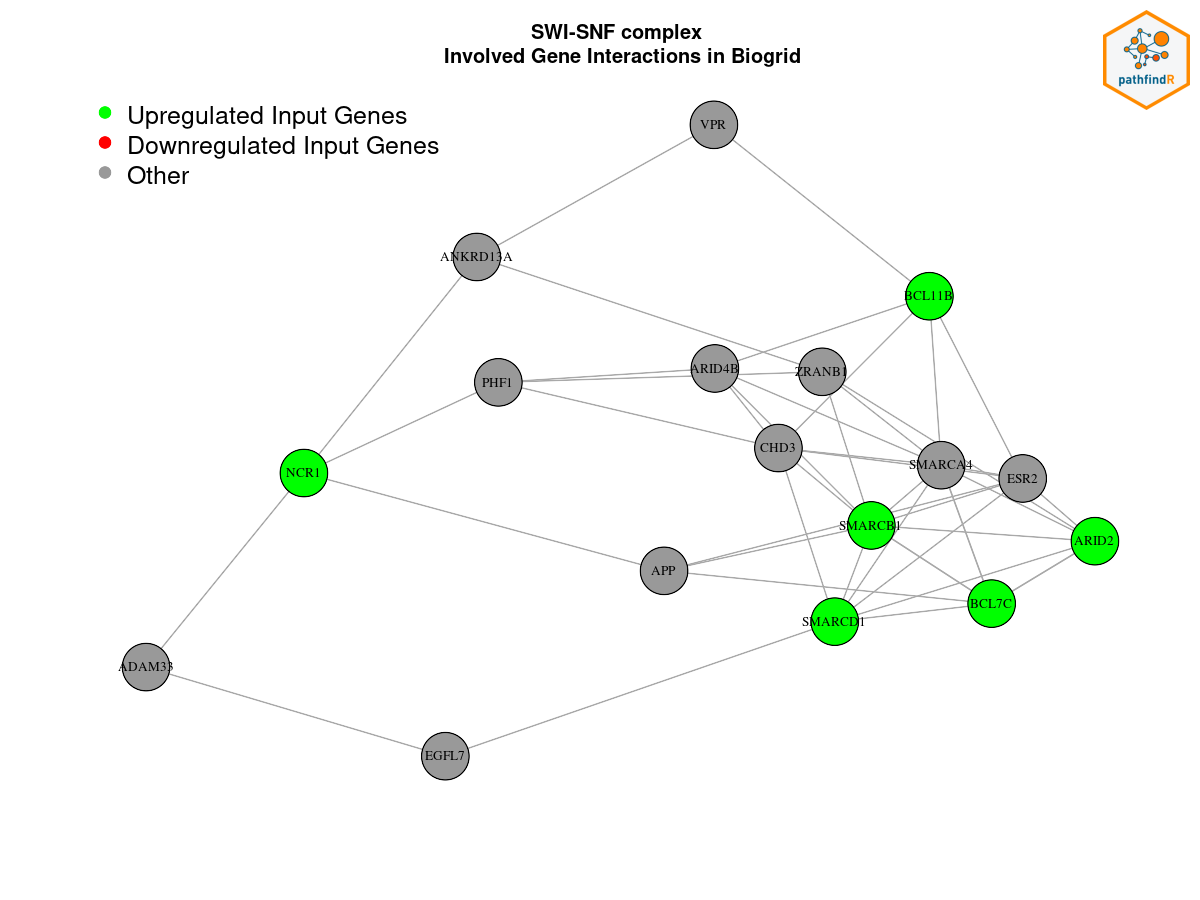 SWI-SNF complex
Involved Gene Interactions in Biogrid
pathfindR
Upregulated Input Genes
Downregulated Input Genes
Other
VPR
ANKRD13A
BCL11B
ARID4B
ZRANB1
PHF1
CHD3
SMARCA4
NCR1
ESR2
SMARCB1
ARID2
APP
BCL7C
SMARCD1
ADAM33
EGFL7